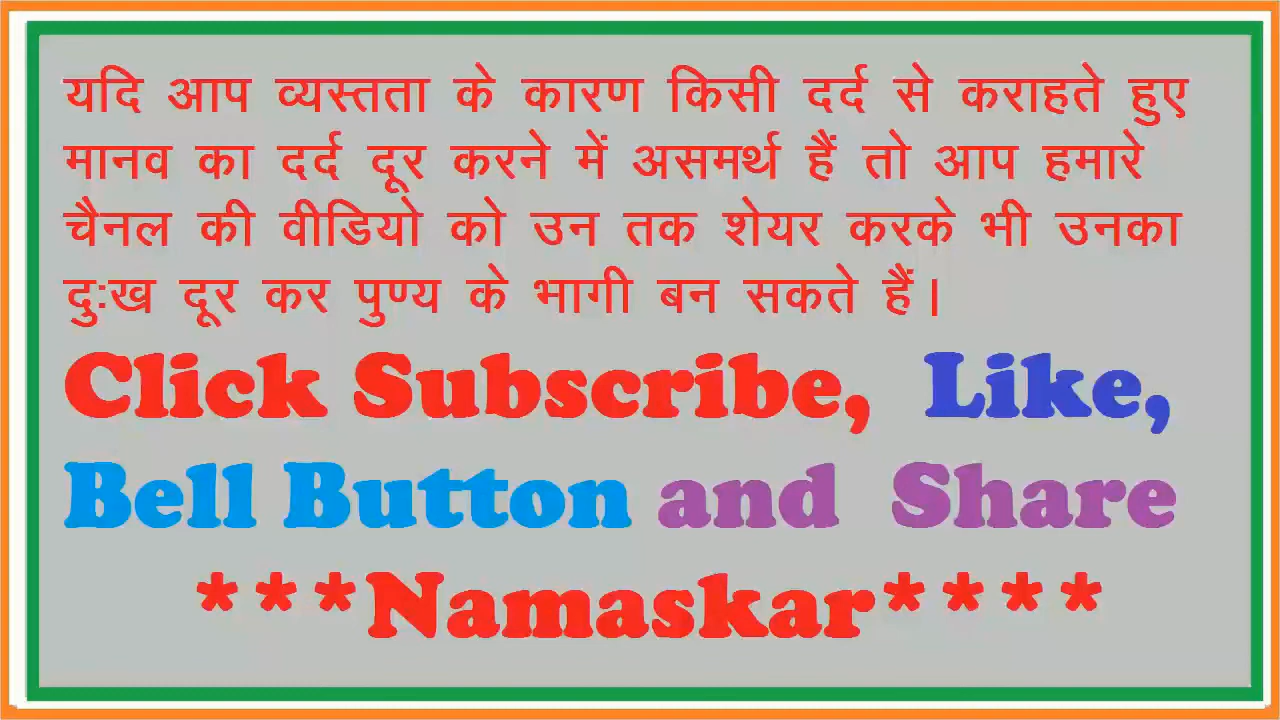 यदि आप व्यस्तता के कारण किसी दर्द से कराहते हुए
मानव का दर्द दूर करने में असमर्थ हैं तो आप हमारे
चैनल की वीडियो को उन तक शेयर करके भी उनका
दुःख दूर कर पुण्य के भागी बन सकते हैं।
Click Subscribe, Like,
Bell Button and Share
***Namaskar****